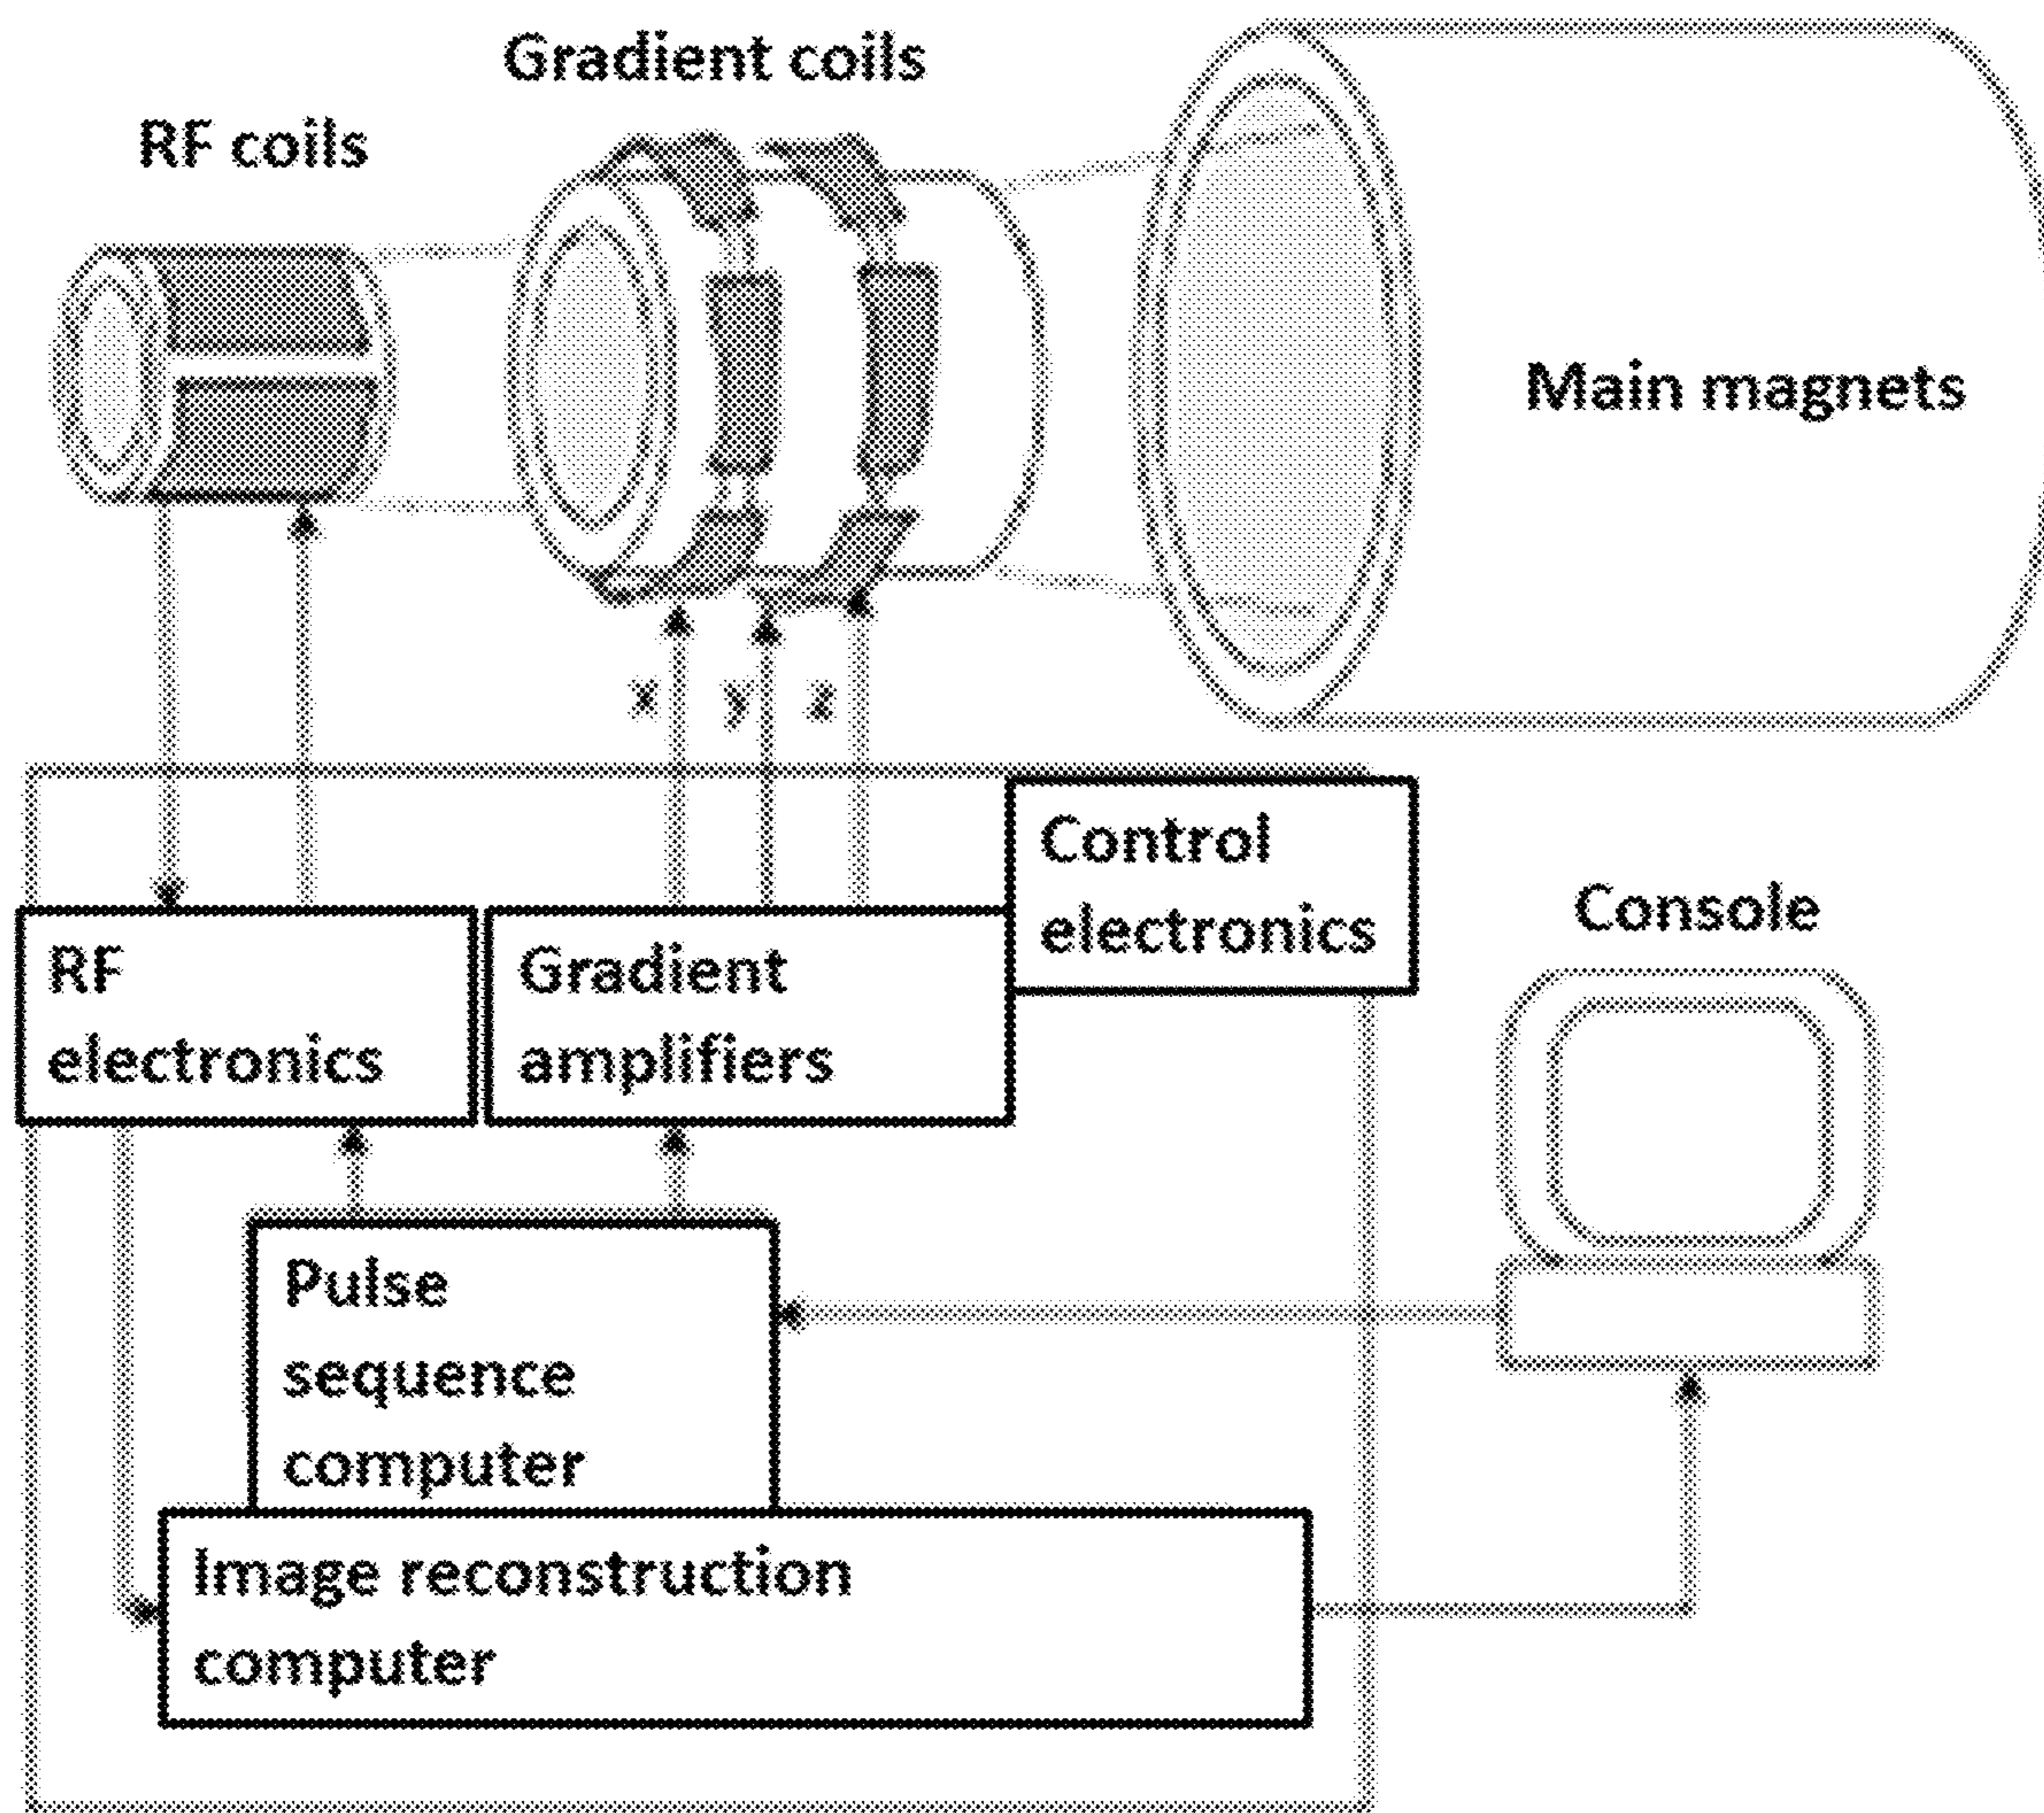 Gradient coils
RF coils
Main magnets
x y z
Control
electronics
Console
RF
electronics
Gradient
amplifiers
Pulse
sequence
computer
Image reconstruction
computer